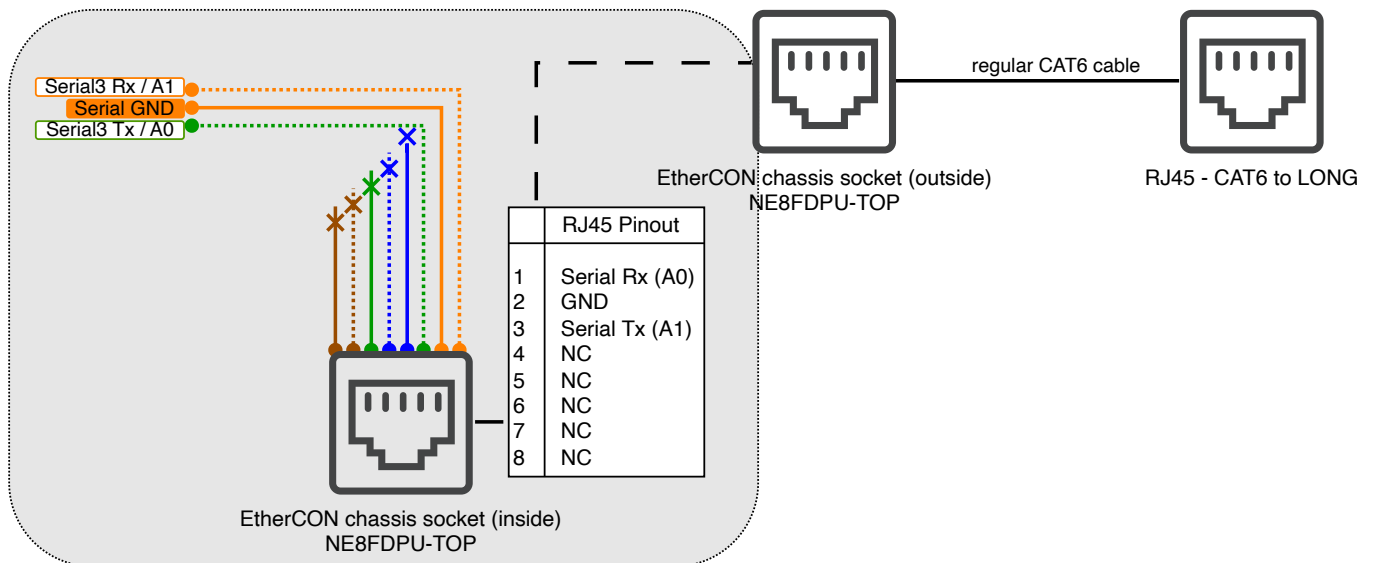 Serial3 Rx / A1
Serial GND
Serial3 Tx / A0
regular CAT6 cable
EtherCON chassis socket (outside)
NE8FDPU-TOP
RJ45 - CAT6 to LONG
RJ45 Pinout
1 Serial Rx (A0)
2 GND
3 Serial Tx (A1)
4 NC
5 NC
6 NC
7 NC
8 NC
EtherCON chassis socket (inside)
NE8FDPU-TOP